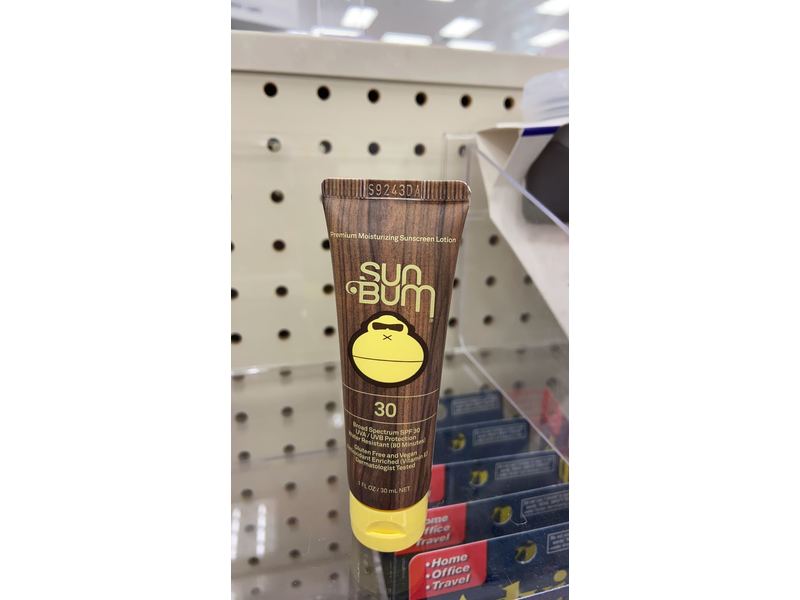 S9243DA
Premium Moisturizing Sunscreen Lotion
SUN
BUM
30
Broad Spectrum SPF 30
UVA / UVB Protection
Water Resistant (80 Minutes)
Gluten Free and Vegan
Antioxidant Enriched (Vitamin E)
Dermatologist Tested
1 FL OZ / 30 mL NET
Home
Office
Travel
•Home
•Office
•Travel